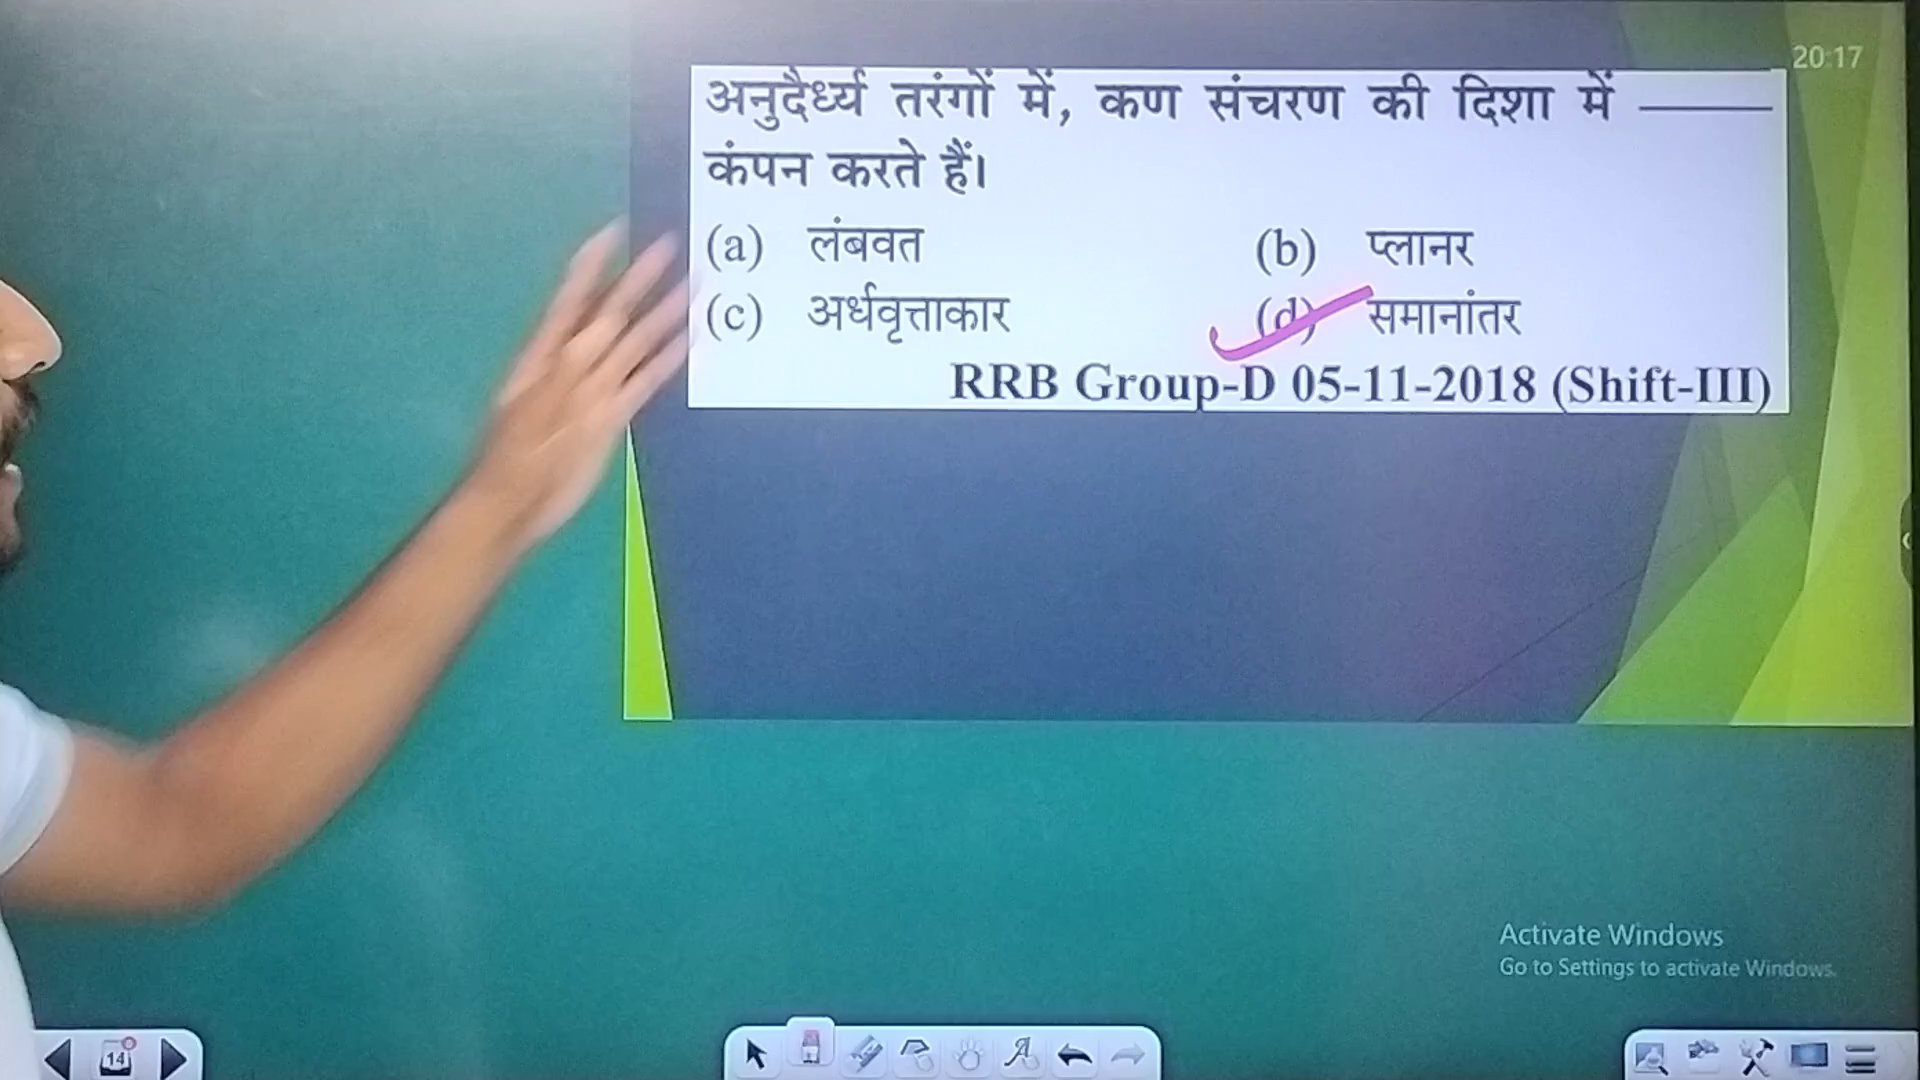 20:17
अनुदैर्ध्य तरंगों में, कण संचरण की दिशा में ———
कंपन करते हैं।
(a) लंबवत (b) प्लानर
(c) अर्धवृत्ताकार (d) समानांतर
RRB Group-D 05-11-2018 (Shift-III)
Activate Windows
Go to Settings to activate Windows.
14